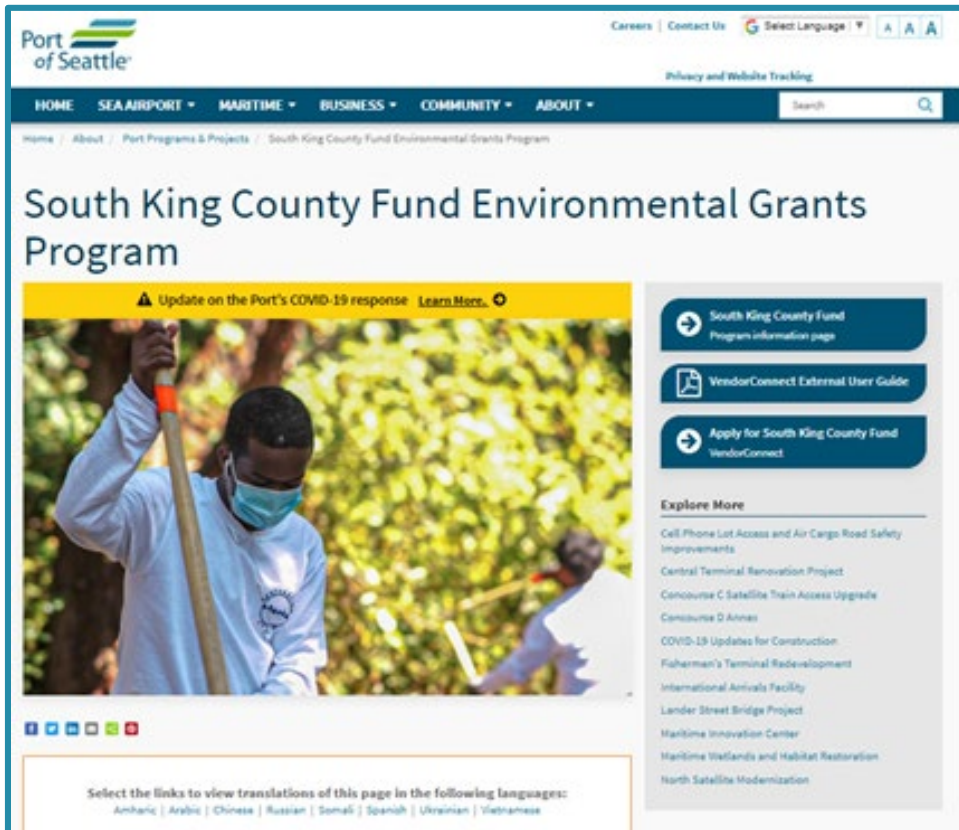 Port
of Seattle
Careers | Contact Us
Select Language ▼
A A A
Privacy and Website Tracking
HOME SEA AIRPORT MARITIME BUSINESS COMMUNITY ABOUT
Search
Home / About / Port Programs & Projects / South King County Fund Environmental Grants Program
South King County Fund Environmental Grants
Program
Update on the Port's COVID-19 response Learn More.
South King County Fund
Program information page
VendorConnect External User Guide
Apply for South King County Fund
VendorConnect
Explore More
Cell Phone Lot Access and Air Cargo Road Safety
Improvements
Central Terminal Renovation Project
Concourse C Satellite Train Access Upgrade
Concourse D Annex
COVID-19 Updates for Construction
Fishermen's Terminal Redevelopment
International Arrivals Facility
Lander Street Bridge Project
Maritime Innovation Center
Maritime Wetlands and Habitat Restoration
North Satellite Modernization
Select the links to view translations of this page in the following languages:
Amharic | Arabic | Chinese | Russian | Somali | Spanish | Ukrainian | Vietnamese